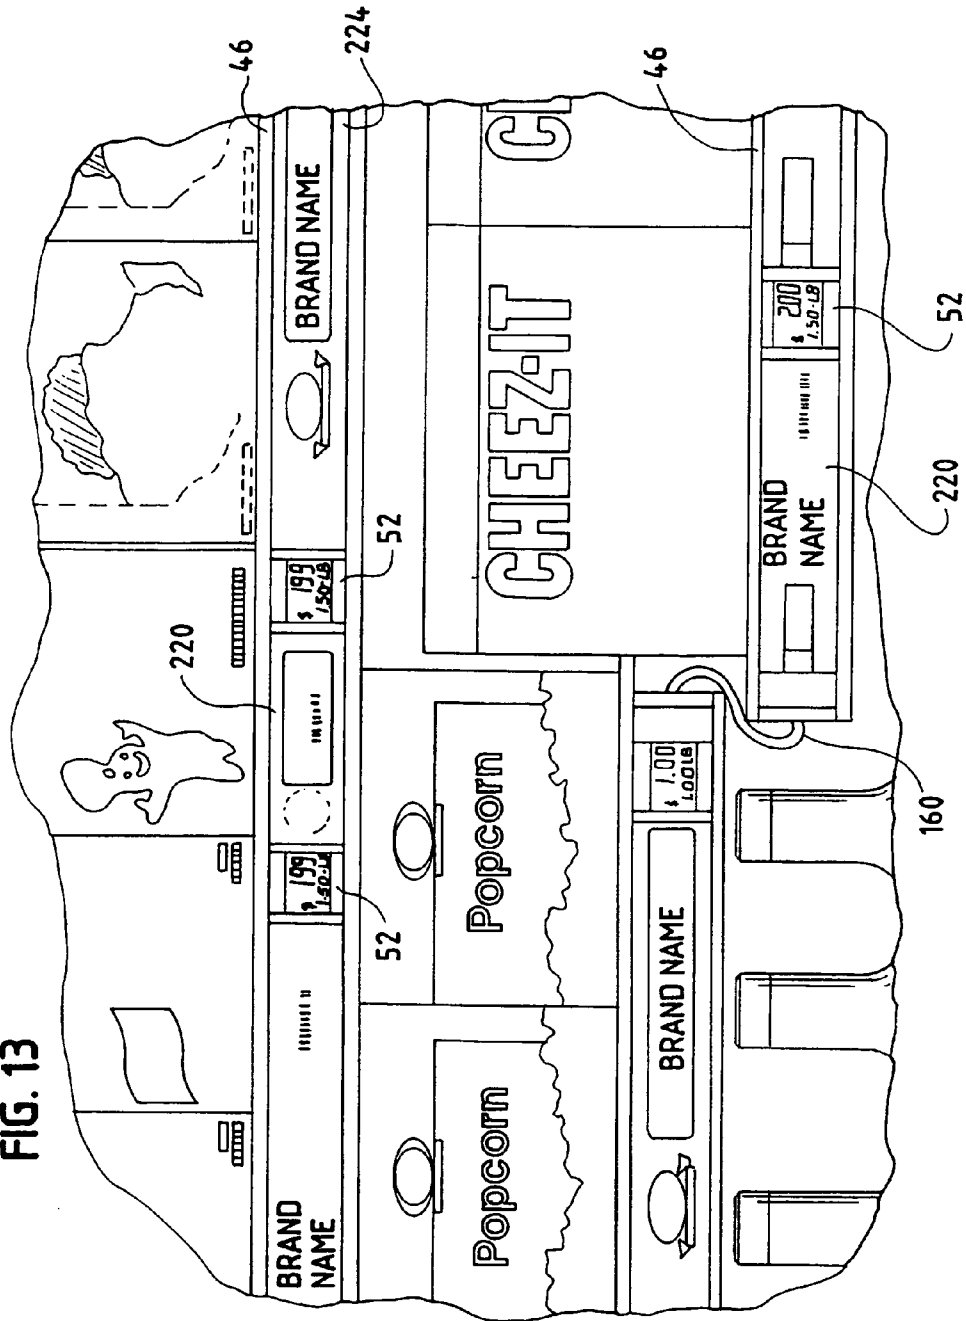 FIG. 13
46
224
BRAND
NAME
$ 199
1.50-LB
52
220
$ 199
1.50-LB
52
BRAND NAME
Popcorn
Popcorn
CHEEZ-IT
C
46
BRAND NAME
$ 1.00
1.00LB
160
BRAND
NAME
220
$ 200
1.50-LB
52